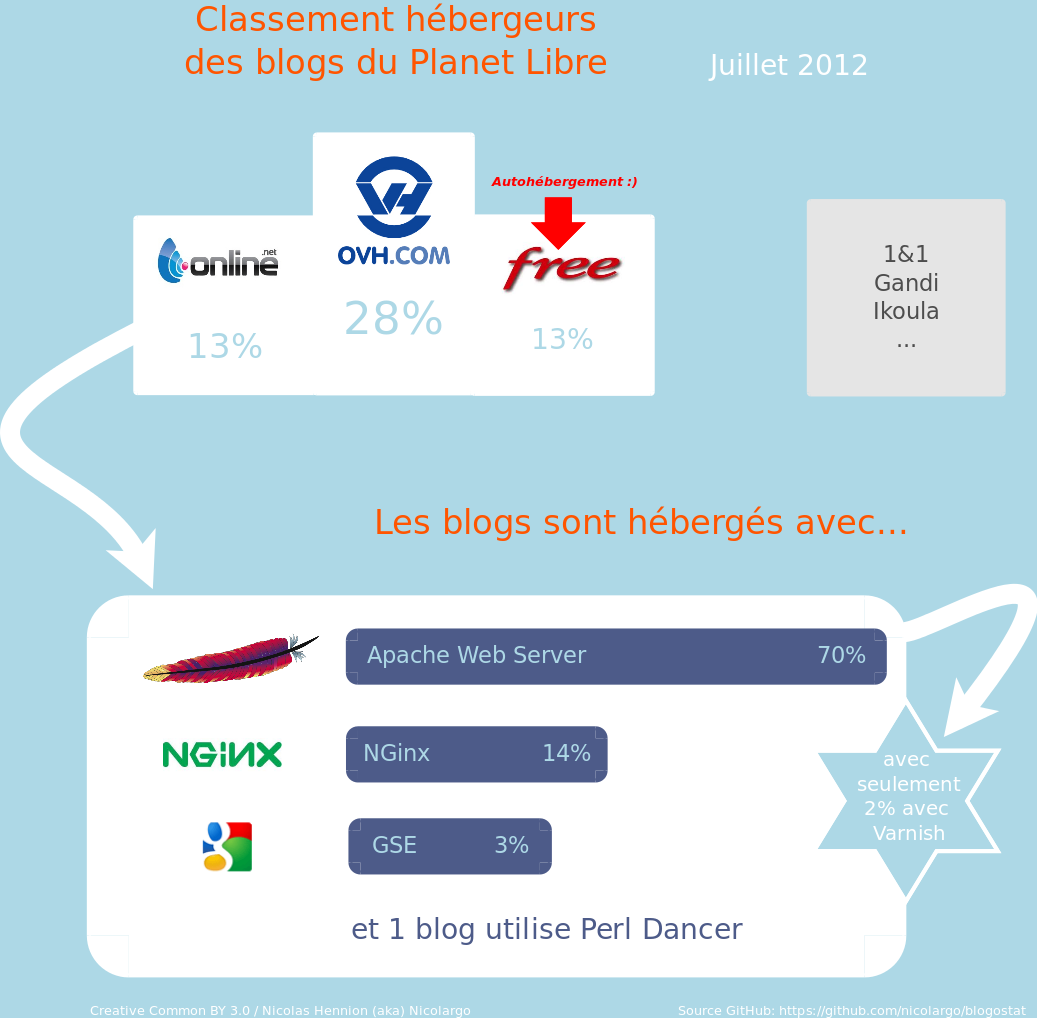 Classement hébergeurs
des blogs du Planet Libre
Juillet 2012
online.net
13%
OVH.COM
28%
Autohébergement :)
free
13%
1&1
Gandi
Ikoula
...
Les blogs sont hébergés avec...
Apache Web Server 70%
NGiNX
NGinx 14%
g
GSE 3%
avec
seulement
2% avec
Varnish
et 1 blog utilise Perl Dancer
Creative Common BY 3.0 / Nicolas Hennion (aka) Nicolargo
Source GitHub: https://github.com/nicolargo/blogostat